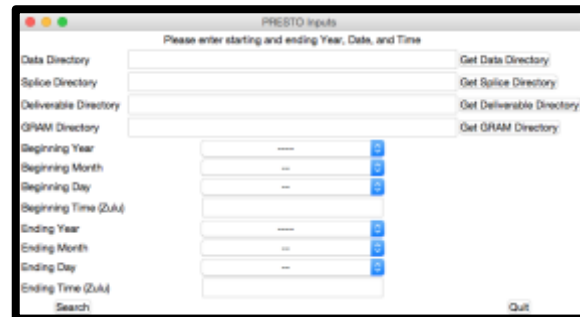 PRESTO Inputs
Please enter starting and ending Year, Date, and Time
Data Directory Get Data Directory
Splice Directory Get Splice Directory
Deliverable Directory Get Deliverable Directory
GRAM Directory Get GRAM Directory
Beginning Year -----
Beginning Month ---
Beginning Day ---
Beginning Time (Zulu)
Ending Year -----
Ending Month ---
Ending Day ---
Ending Time (Zulu)
Search Quit